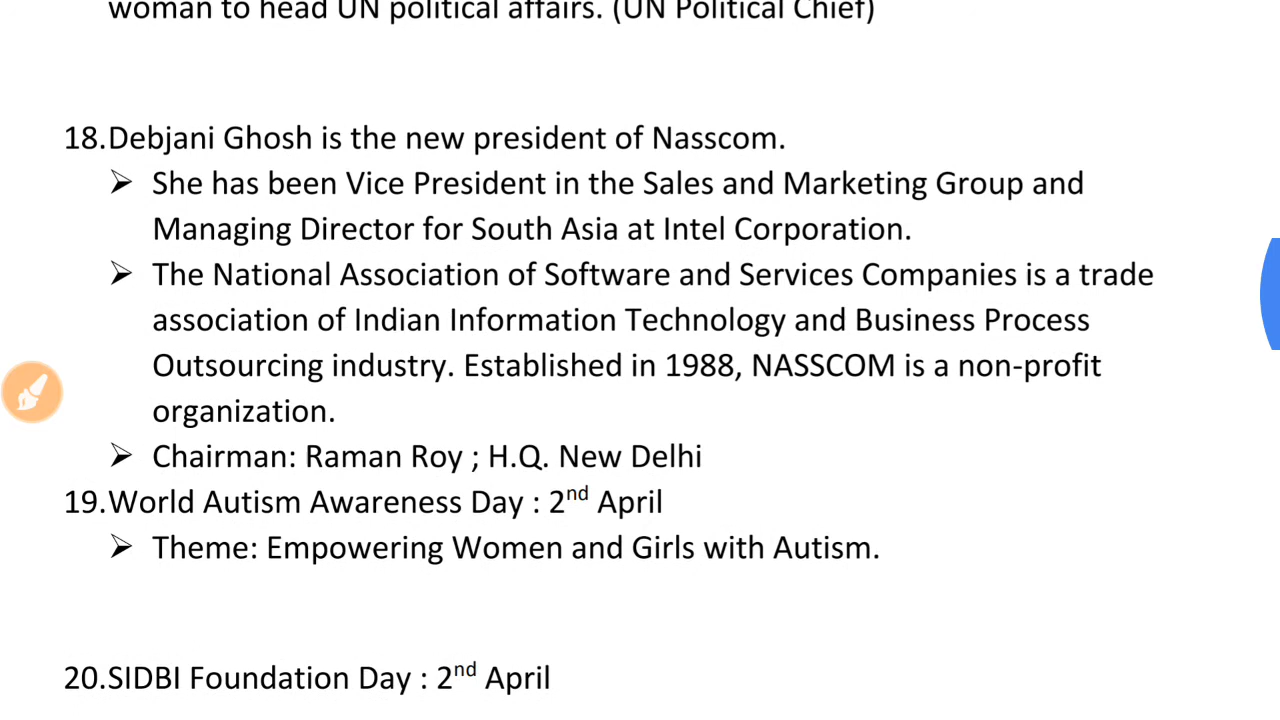 woman to head UN political affairs. (UN Political Chief)
18.Debjani Ghosh is the new president of Nasscom.
➢ She has been Vice President in the Sales and Marketing Group and
Managing Director for South Asia at Intel Corporation.
➢ The National Association of Software and Services Companies is a trade
association of Indian Information Technology and Business Process
Outsourcing industry. Established in 1988, NASSCOM is a non-profit
organization.
➢ Chairman: Raman Roy ; H.Q. New Delhi
19.World Autism Awareness Day : 2nd April
➢ Theme: Empowering Women and Girls with Autism.
20.SIDBI Foundation Day : 2nd April